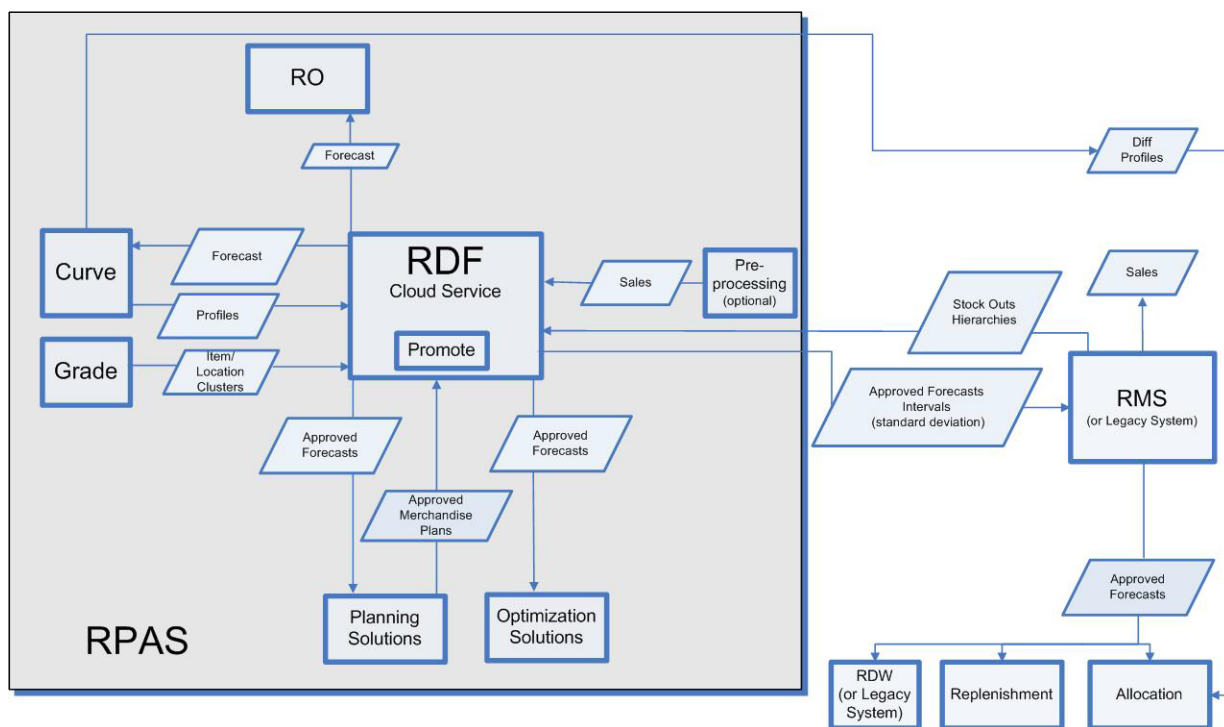 RO
Forecast
Diff
Profiles
Curve
Forecast
Profiles
RDF
Cloud Service
Promote
Sales
Pre-
processing
(optional)
Stock Outs
Hierarchies
Sales
Grade
Item/
Location
Clusters
Approved Forecasts
Intervals
(standard deviation)
RMS
(or Legacy System)
Approved
Forecasts
Approved
Merchandise
Plans
Approved
Forecasts
Planning
Solutions
Optimization
Solutions
RPAS
Approved
Forecasts
RDW
(or Legacy
System)
Replenishment
Allocation